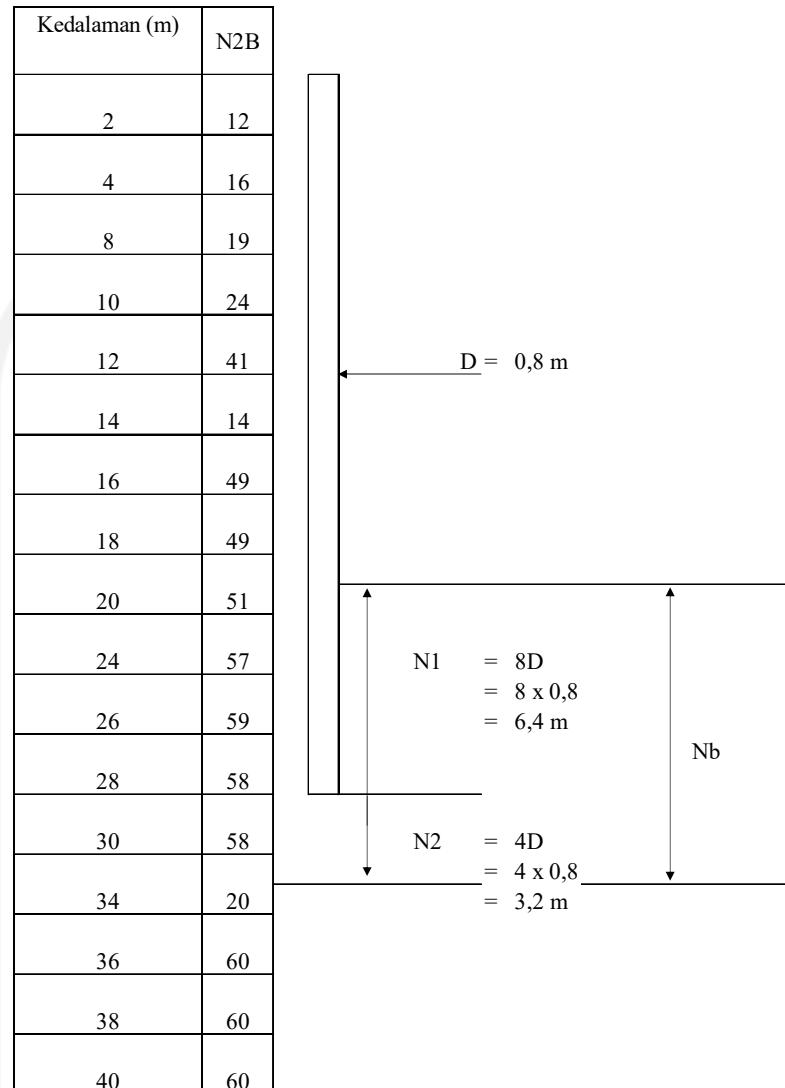 Kedalaman (m) N2B
2 12
4 16
8 19
10 24
12 41
14 14
16 49
18 49
20 51
24 57
26 59
28 58
30 58
34 20
36 60
38 60
40 60
D = 0,8 m
N1 = 8D
= 8 x 0,8
= 6,4 m
Nb
N2 = 4D
= 4 x 0,8
= 3,2 m